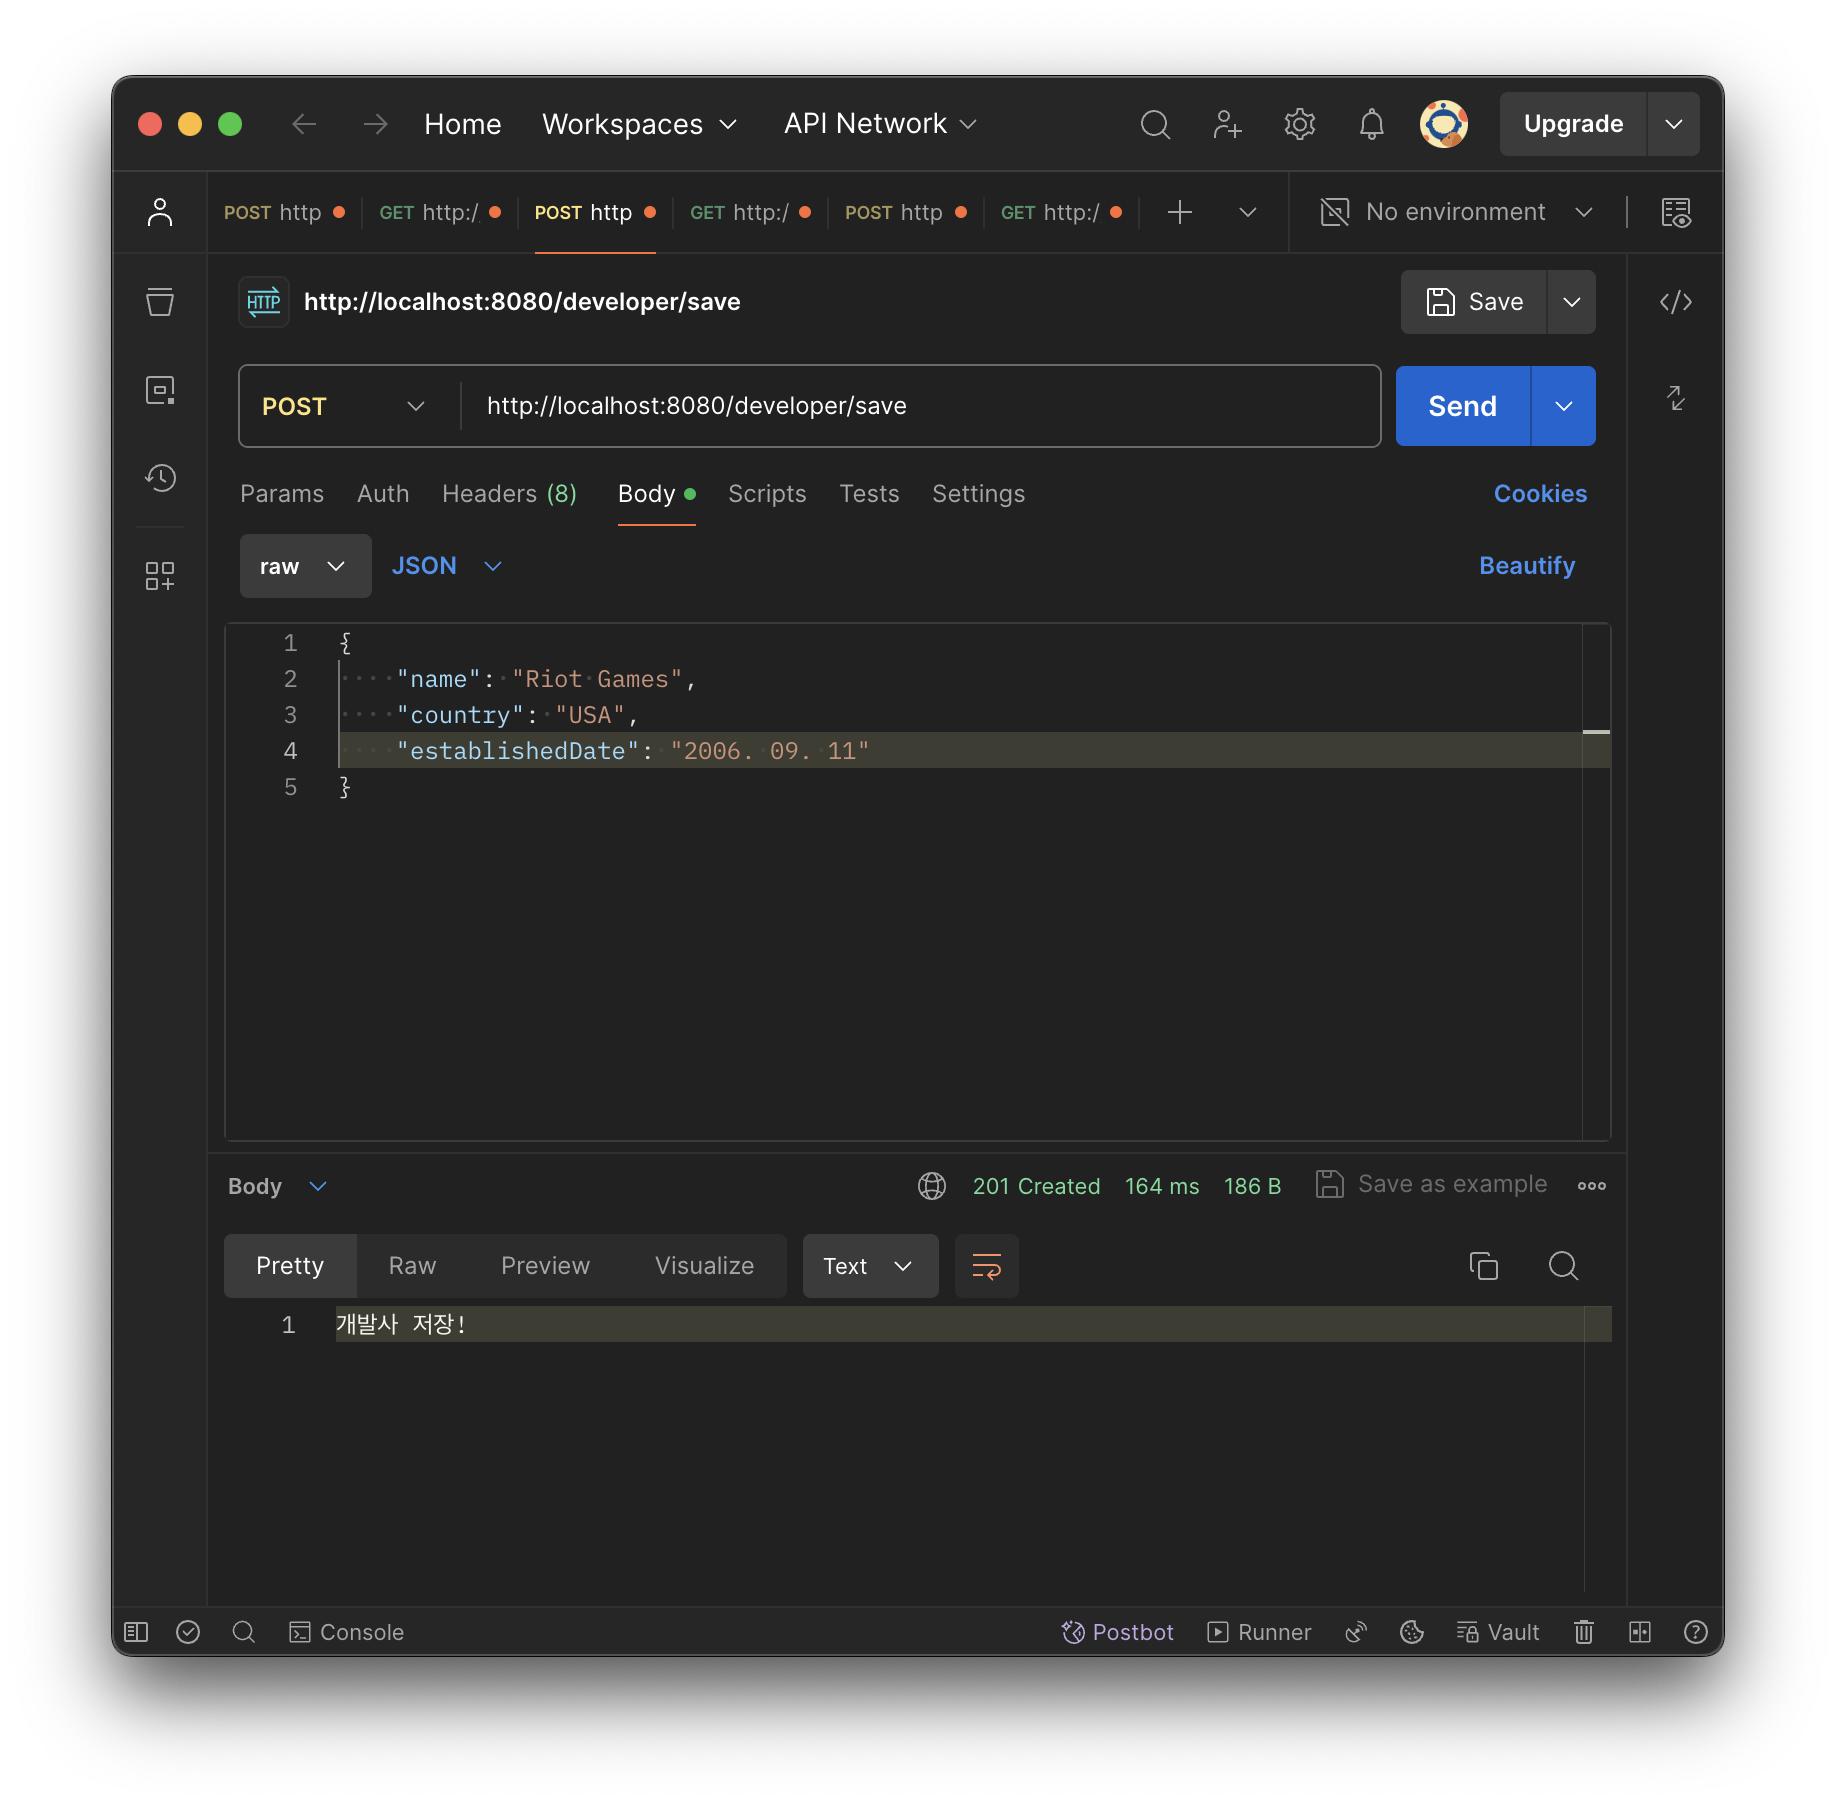 Home Workspaces API Network Upgrade
POST http GET http:/ POST http GET http:/ POST http GET http:/ No environment
HTTP http://localhost:8080/developer/save Save
POST http://localhost:8080/developer/save Send
Params Auth Headers (8) Body Scripts Tests Settings Cookies
raw JSON Beautify
1 {
2 "name": "Riot Games",
3 "country": "USA",
4 "establishedDate": "2006. 09. 11"
5 }
Body 201 Created 164 ms 186 B Save as example
Pretty Raw Preview Visualize Text
1 개발사 저장!
Console Postbot Runner Vault